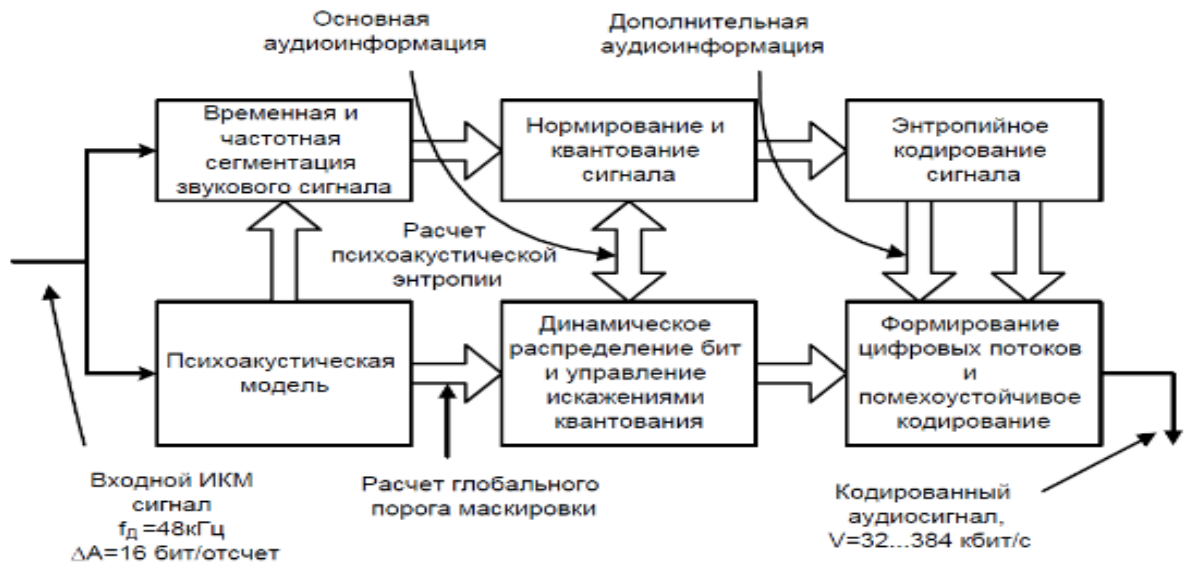 Основная
аудиоинформация
Дополнительная
аудиоинформация
Временная и
частотная
сегментация
звукового сигнала
Нормирование и
квантование
сигнала
Энтропийное
кодирование
сигнала
Расчет
психоакустической
энтропии
Психоакустическая
модель
Динамическое
распределение бит
и управление
искажениями
квантования
Формирование
цифровых потоков
и
помехоустойчивое
кодирование
Входной ИКМ
сигнал
fД =48кГц
ΔA=16 бит/отсчет
Расчет глобального
порога маскировки
Кодированный
аудиосигнал,
V=32...384 кбит/с